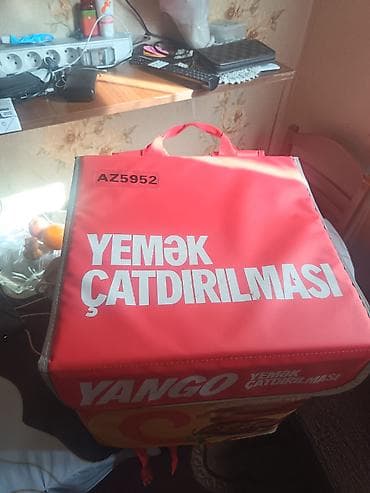 AZ5952
YEMƏK
ÇATDIRILMASI
YANGO YEMƏK
ÇATDIRILMASI